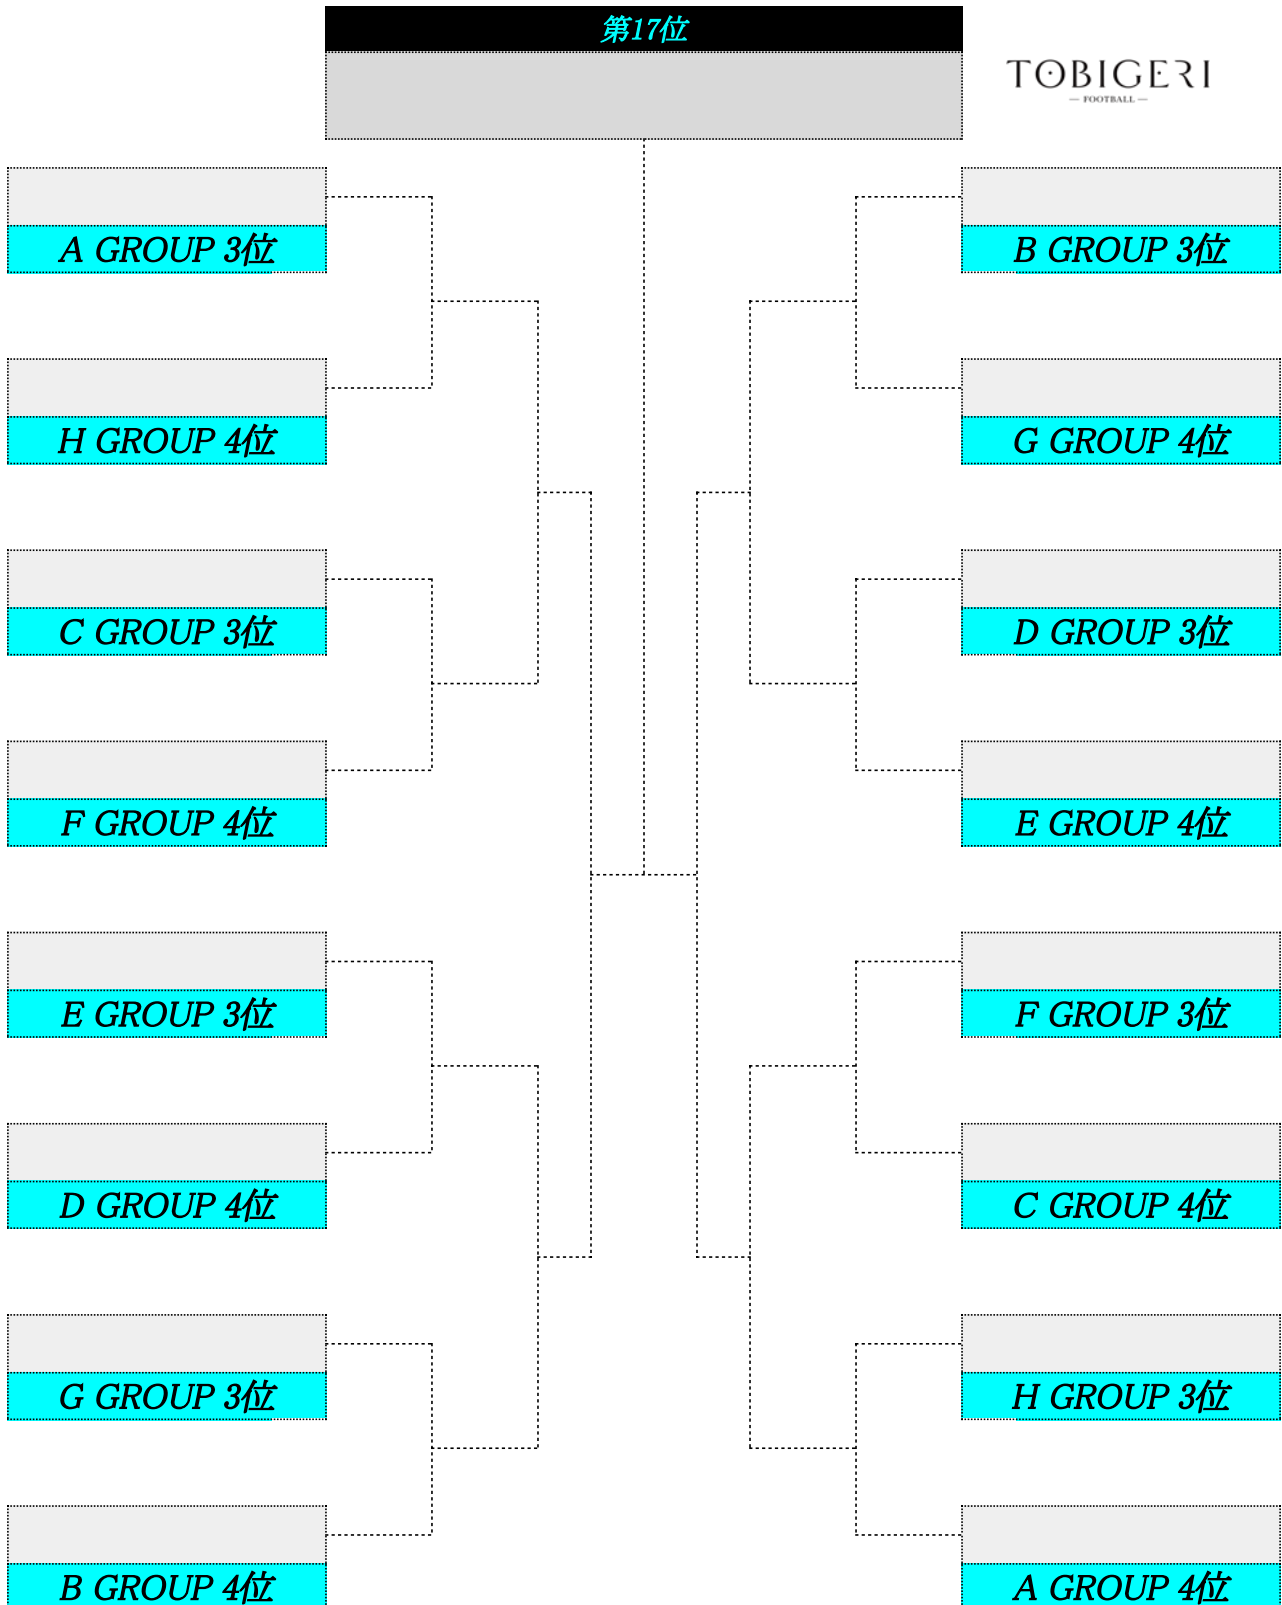 第17位
TOBIGERI
— FOOTBALL —
A GROUP 3位
B GROUP 3位
H GROUP 4位
G GROUP 4位
C GROUP 3位
D GROUP 3位
F GROUP 4位
E GROUP 4位
E GROUP 3位
F GROUP 3位
D GROUP 4位
C GROUP 4位
G GROUP 3位
H GROUP 3位
B GROUP 4位
A GROUP 4位